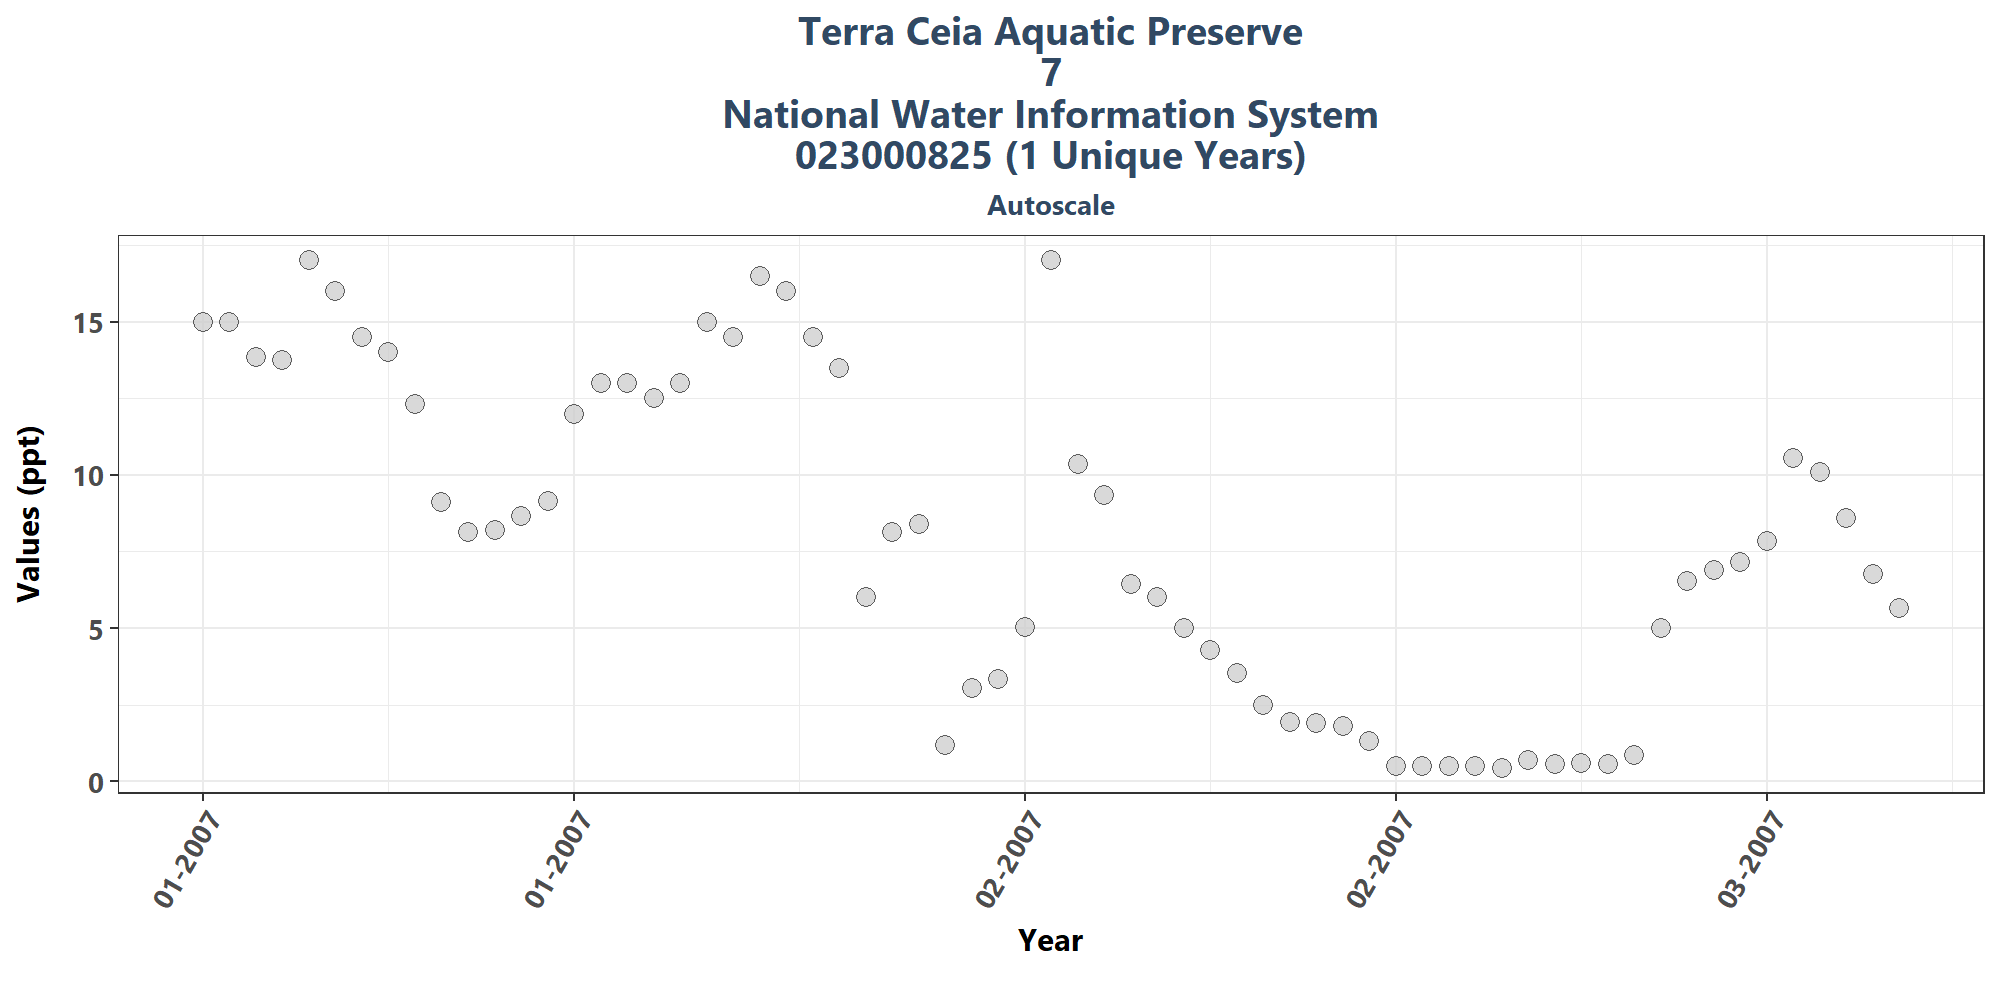 Terra Ceia Aquatic Preserve
7
National Water Information System
023000825 (1 Unique Years)
Autoscale
Values (ppt)
15
10
5
0
01-2007
01-2007
02-2007
02-2007
03-2007
Year